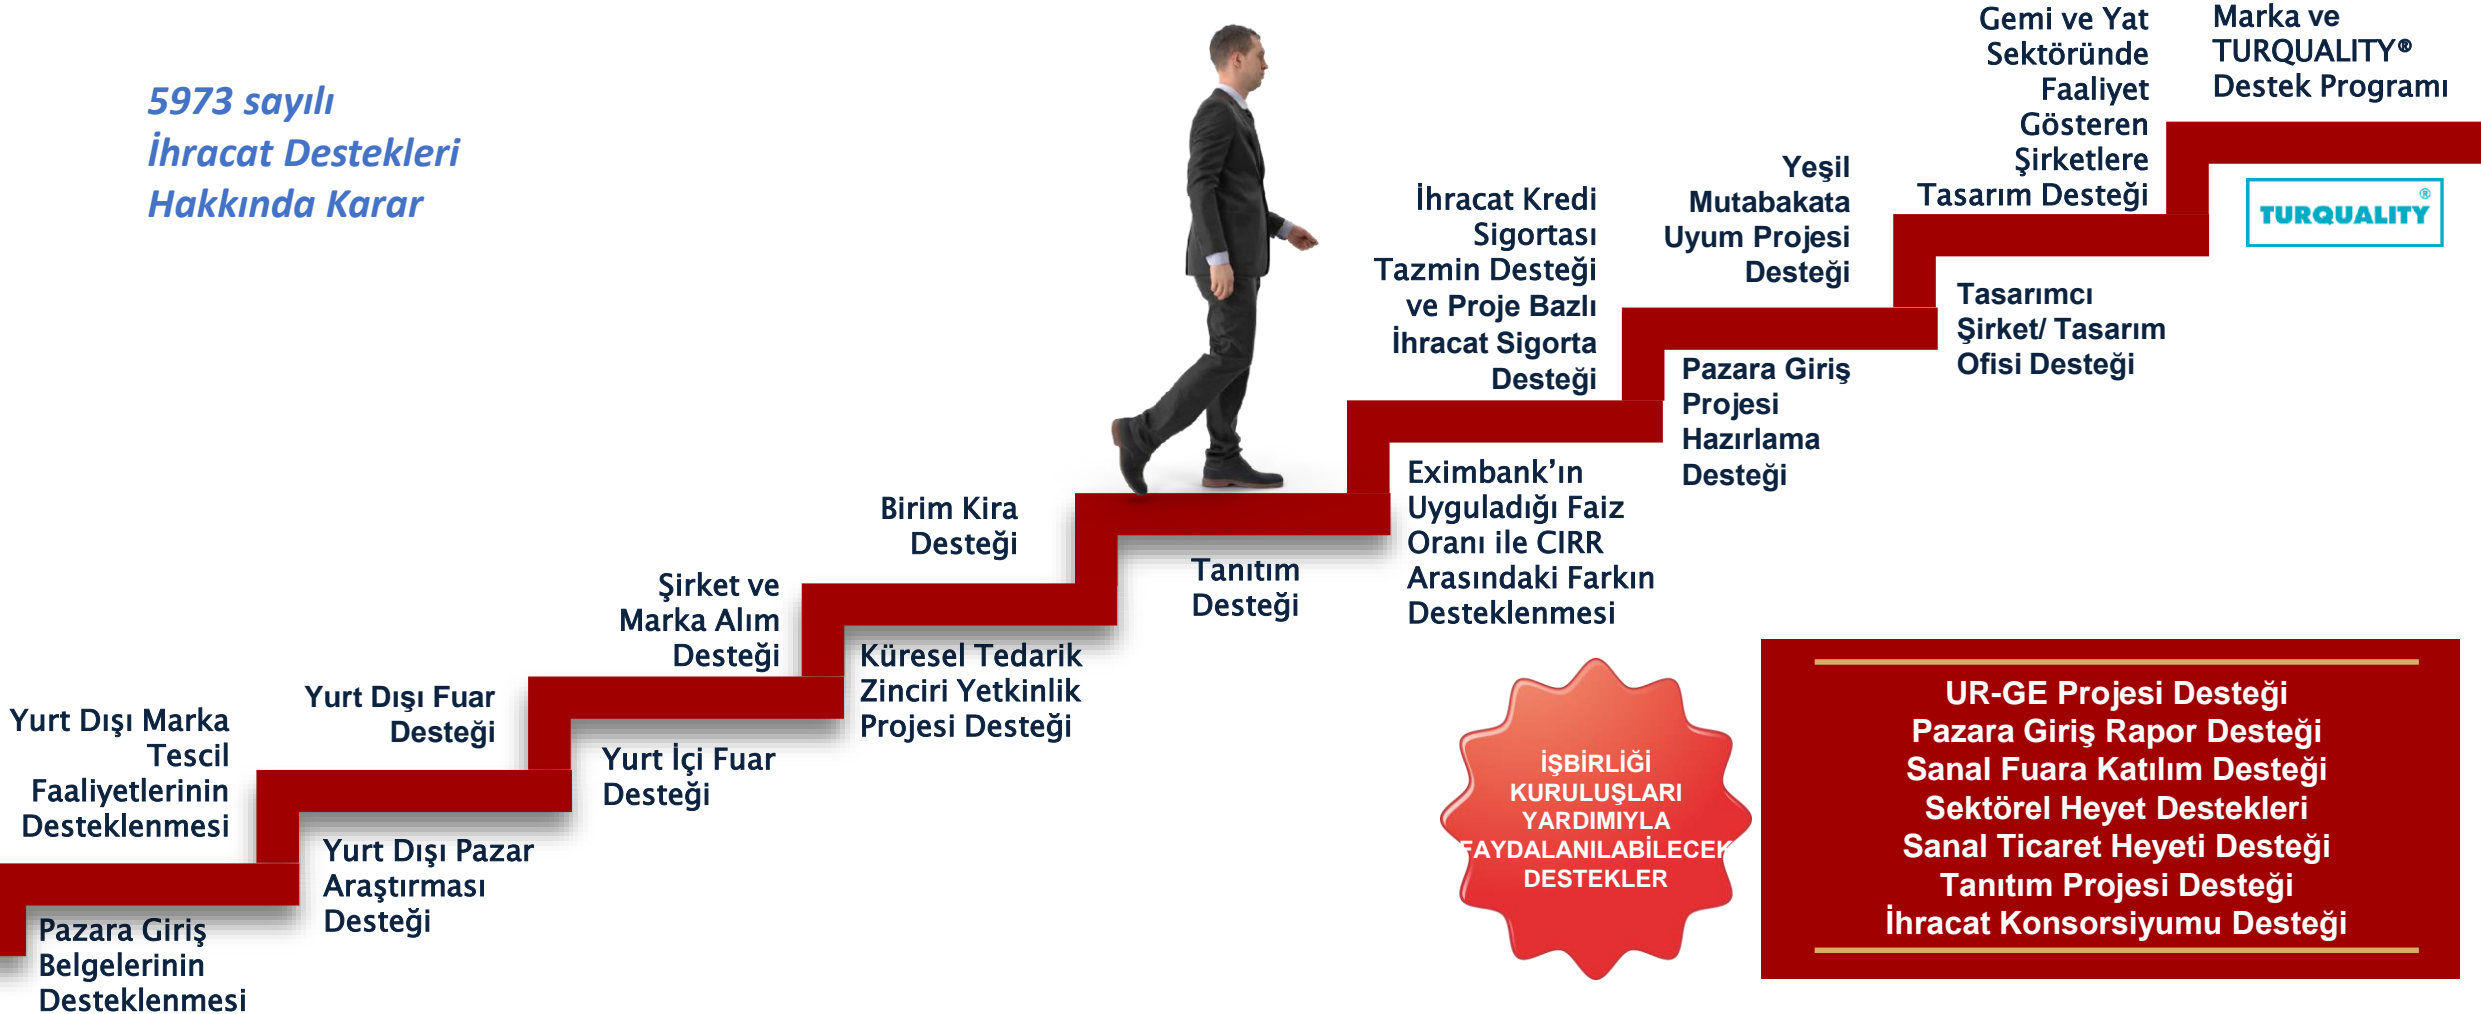 5973 sayılı
İhracat Destekleri
Hakkında Karar
Pazara Giriş
Belgelerinin
Desteklenmesi
Yurt Dışı Marka
Tescil
Faaliyetlerinin
Desteklenmesi
Yurt Dışı Pazar
Araştırması
Desteği
Yurt Dışı Fuar
Desteği
Yurt İçi Fuar
Desteği
Şirket ve
Marka Alım
Desteği
Küresel Tedarik
Zinciri Yetkinlik
Projesi Desteği
Birim Kira
Desteği
Tanıtım
Desteği
Eximbank’ın
Uyguladığı Faiz
Oranı ile CIRR
Arasındaki Farkın
Desteklenmesi
İhracat Kredi
Sigortası
Tazmin Desteği
ve Proje Bazlı
İhracat Sigorta
Desteği
Pazara Giriş
Projesi
Hazırlama
Desteği
Yeşil
Mutabakata
Uyum Projesi
Desteği
Tasarımcı
Şirket/ Tasarım
Ofisi Desteği
Gemi ve Yat
Sektöründe
Faaliyet
Gösteren
Şirketlere
Tasarım Desteği
Marka ve
TURQUALITY®
Destek Programı
TURQUALITY®
İŞBİRLİĞİ
KURULUŞLARI
YARDIMIYLA
FAYDALANILABİLECEK
DESTEKLER
UR-GE Projesi Desteği
Pazara Giriş Rapor Desteği
Sanal Fuara Katılım Desteği
Sektörel Heyet Destekleri
Sanal Ticaret Heyeti Desteği
Tanıtım Projesi Desteği
İhracat Konsorsiyumu Desteği